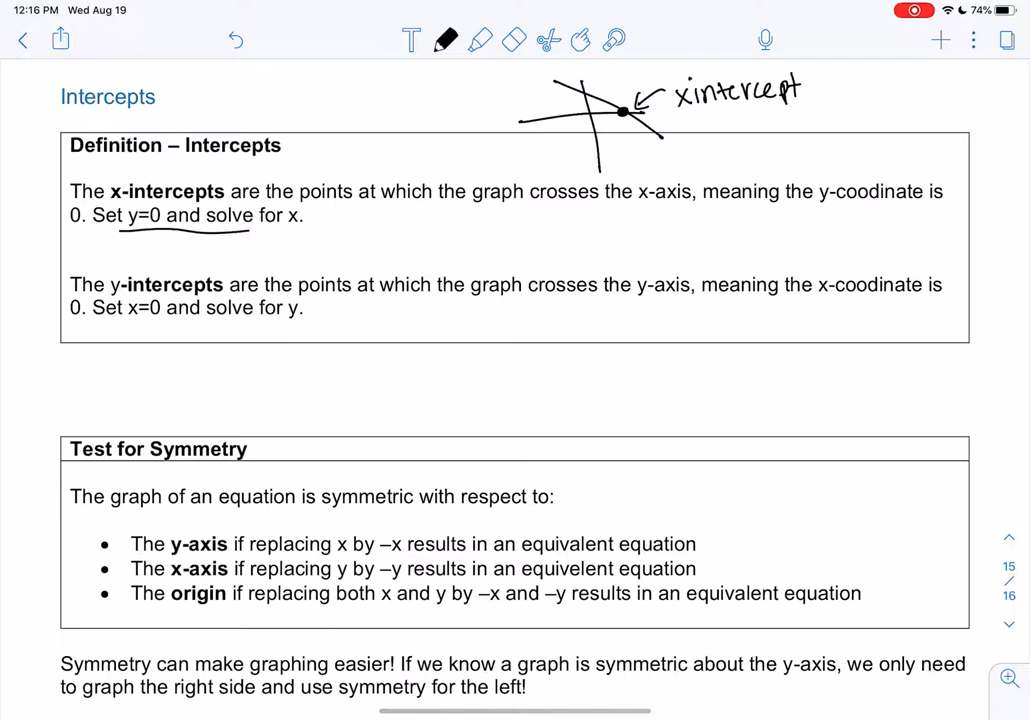 12:16 PM Wed Aug 19
74%
Intercepts
xintercept
Definition – Intercepts
The x-intercepts are the points at which the graph crosses the x-axis, meaning the y-coodinate is
0. Set y=0 and solve for x.
The y-intercepts are the points at which the graph crosses the y-axis, meaning the x-coodinate is
0. Set x=0 and solve for y.
Test for Symmetry
The graph of an equation is symmetric with respect to:
• The y-axis if replacing x by –x results in an equivalent equation
• The x-axis if replacing y by –y results in an equivelent equation
• The origin if replacing both x and y by –x and –y results in an equivalent equation
15
/
16
Symmetry can make graphing easier! If we know a graph is symmetric about the y-axis, we only need
to graph the right side and use symmetry for the left!